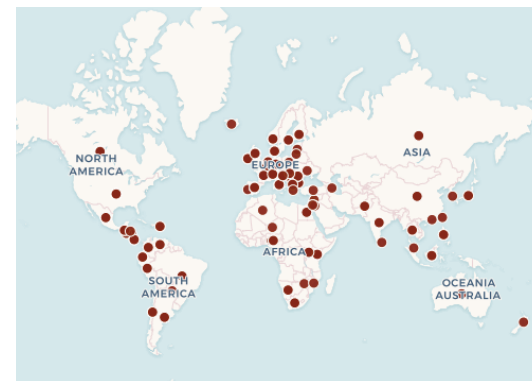 NORTH
AMERICA
EUROPE
ASIA
AFRICA
SOUTH
AMERICA
OCEANIA
AUSTRALIA